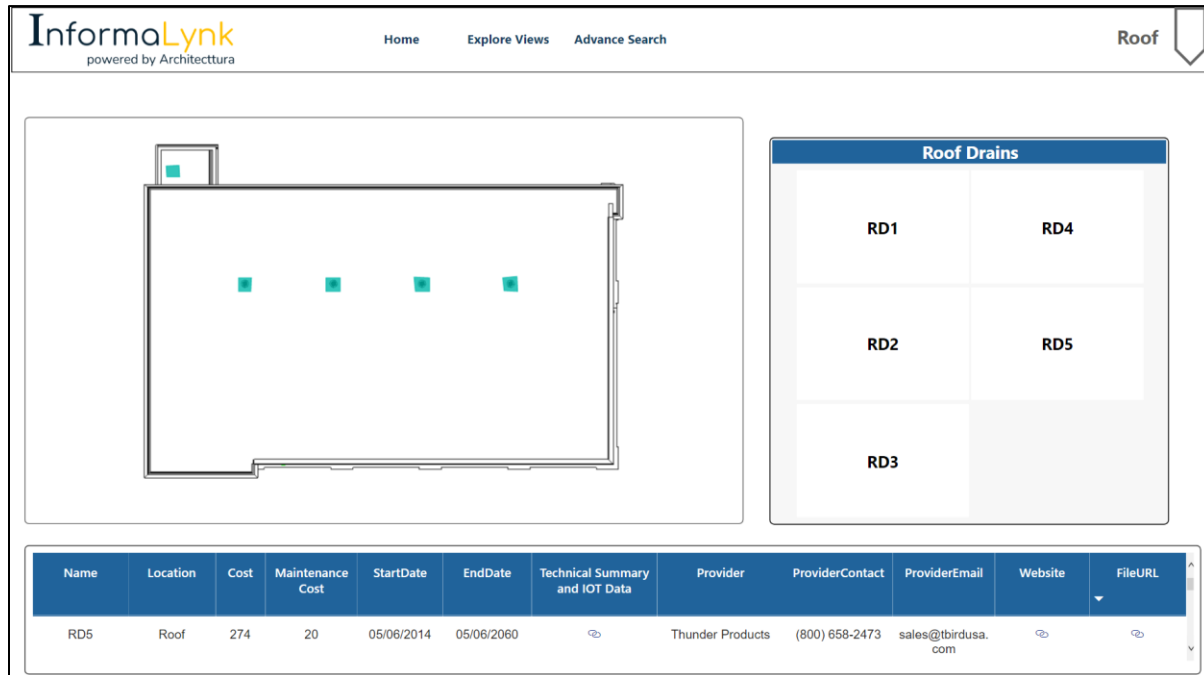 InformaLynk
powered by Architecttura
Home Explore Views Advance Search
Roof
Roof Drains
RD1 RD4
RD2 RD5
RD3
Name Location Cost Maintenance Cost StartDate EndDate Technical Summary and IOT Data Provider ProviderContact ProviderEmail Website FileURL
RD5 Roof 274 20 05/06/2014 05/06/2060 Thunder Products (800) 658-2473 sales@tbirdusa.com